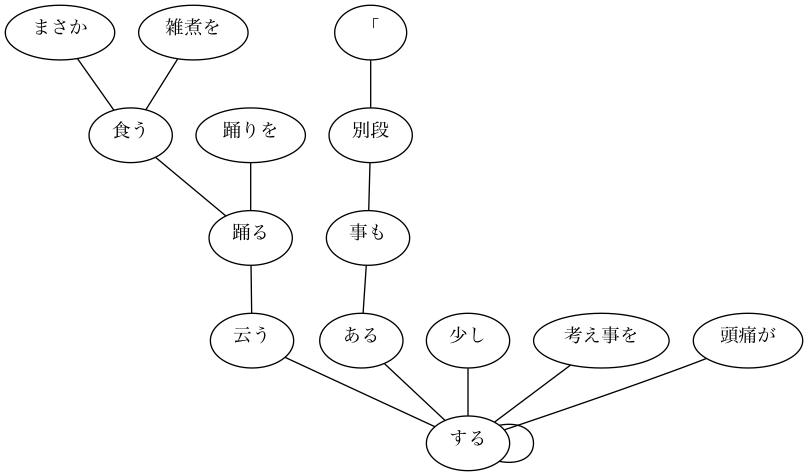 まさか
雑煮を
「
食う
踊りを
別段
踊る
事も
云う
ある
少し
考え事を
頭痛が
する